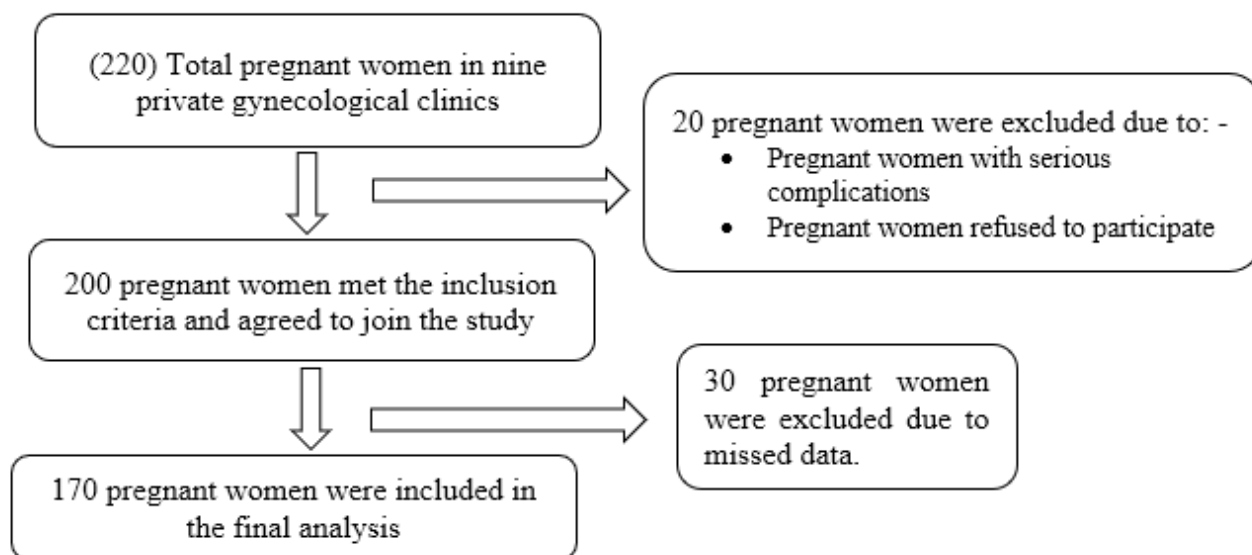 (220) Total pregnant women in nine
private gynecological clinics
20 pregnant women were excluded due to: -
• Pregnant women with serious
complications
• Pregnant women refused to participate
200 pregnant women met the inclusion
criteria and agreed to join the study
30 pregnant women
were excluded due to
missed data.
170 pregnant women were included in
the final analysis